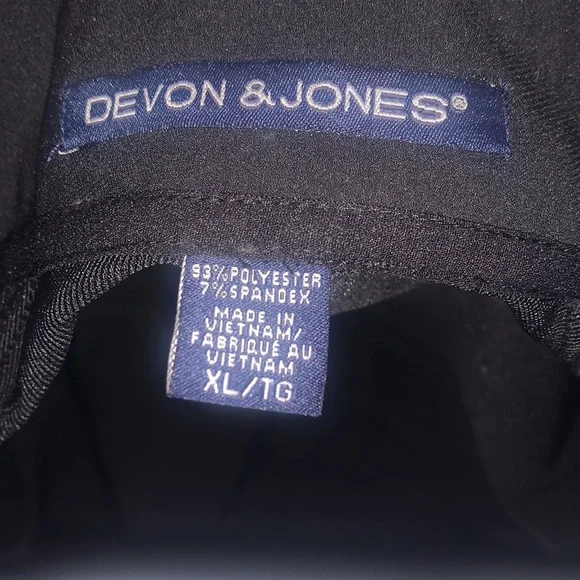 DEVON & JONES®
93% POLYESTER
7% SPANDEX
MADE IN
VIETNAM/
FABRIQUÉ AU
VIETNAM
XL/TG